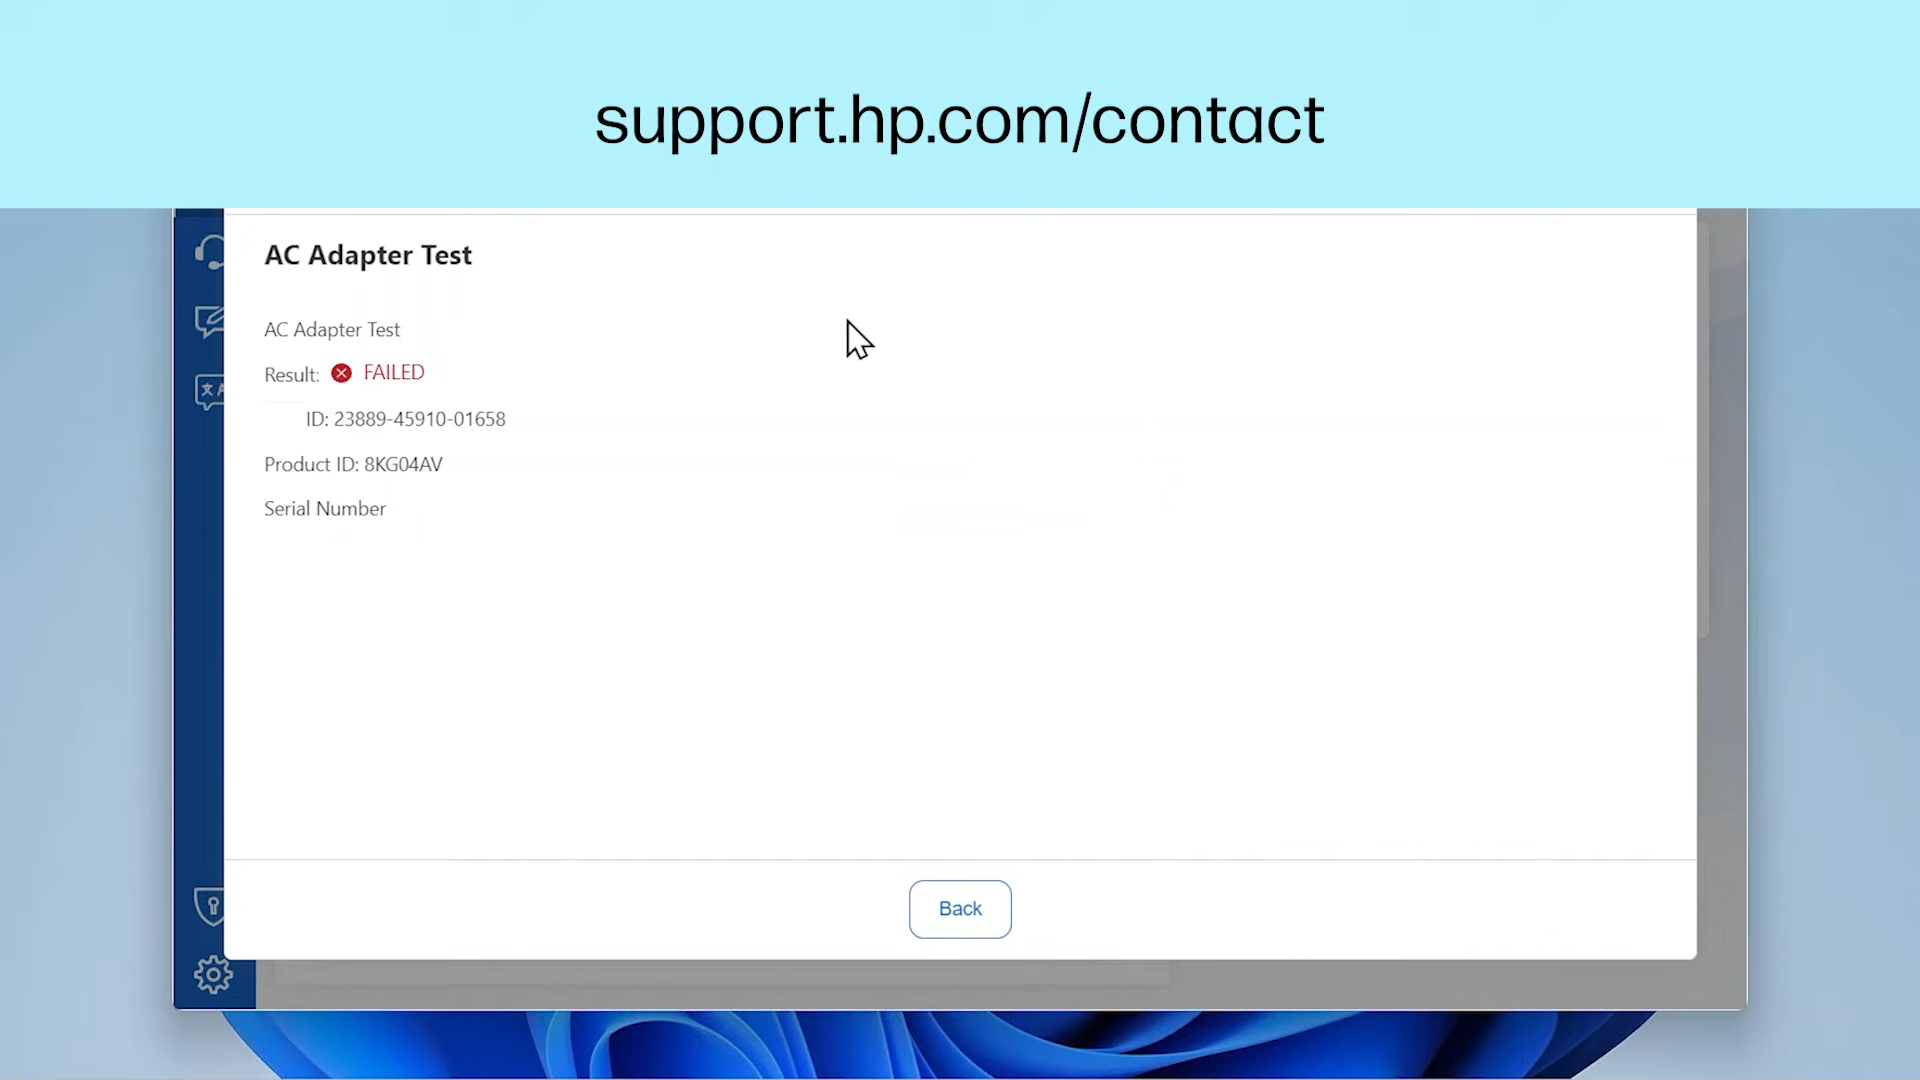 support.hp.com/contact
AC Adapter Test
AC Adapter Test
Result: FAILED
ID: 23889-45910-01658
Product ID: 8KG04AV
Serial Number
Back